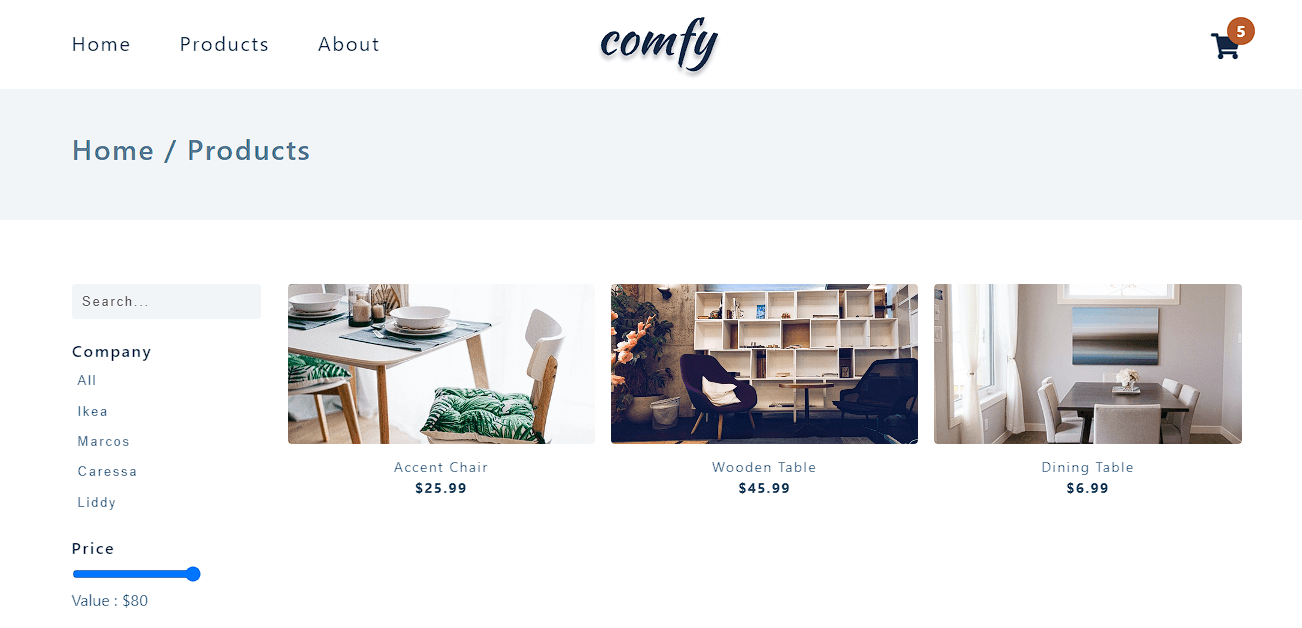 Home Products About comfy 5
Home / Products
Search...
Company
All
Ikea
Marcos
Caressa
Liddy
Price
Value : $80
Accent Chair
$25.99
Wooden Table
$45.99
Dining Table
$6.99